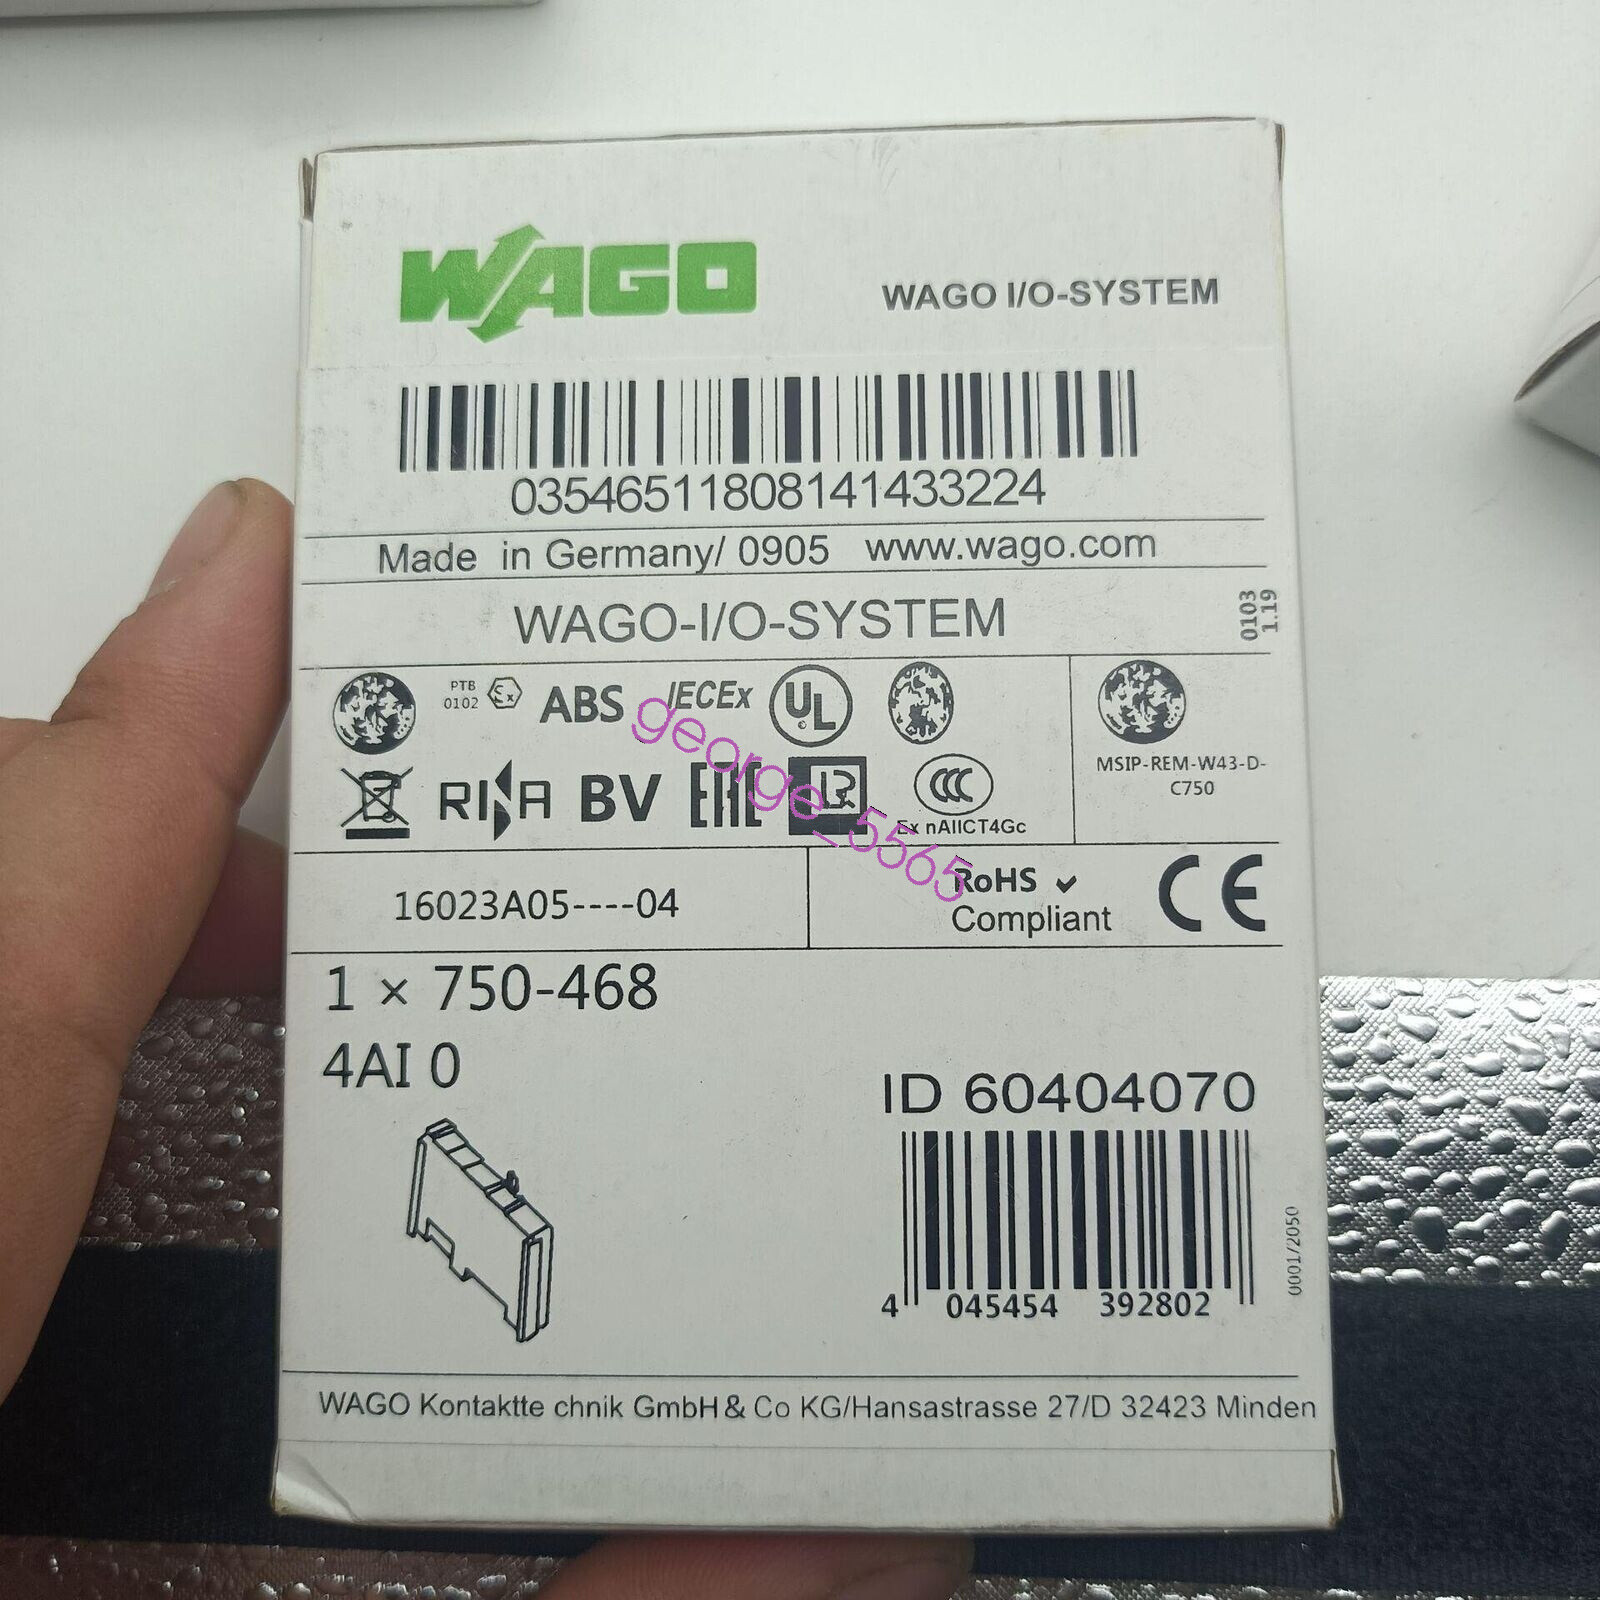 WAGO
WAGO I/O-SYSTEM
03546511808141433224
Made in Germany/ 0905 www.wago.com
WAGO-I/O-SYSTEM
0103
1.19
PTB
0102
Ex
ABS
IECEx
UL
RINA
BV
EAC
LR
CCC
Ex nAIICT4Gc
MSIP-REM-W43-D-
C750
george_5565
16023A05----04
RoHS ✓
Compliant
CE
1 × 750-468
4AI 0
ID 60404070
4 045454 392802
0001/2050
WAGO Kontaktte chnik GmbH & Co KG/Hansastrasse 27/D 32423 Minden